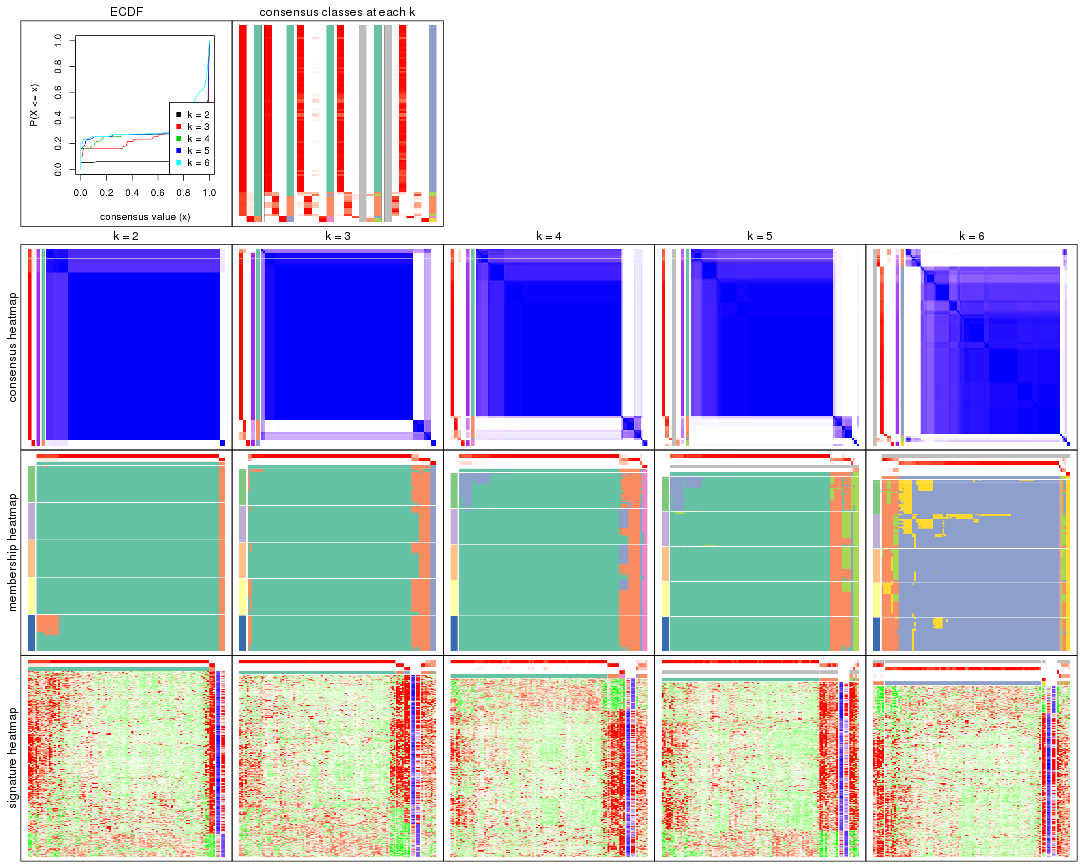 ECDF
consensus classes at each k
P(X <= x)
1.0
0.8
0.6
0.4
0.2
0.0
k = 2
k = 3
k = 4
k = 5
k = 6
0.0 0.2 0.4 0.6 0.8 1.0
consensus value (x)
k = 2
k = 3
k = 4
k = 5
k = 6
consensus heatmap
membership heatmap
signature heatmap